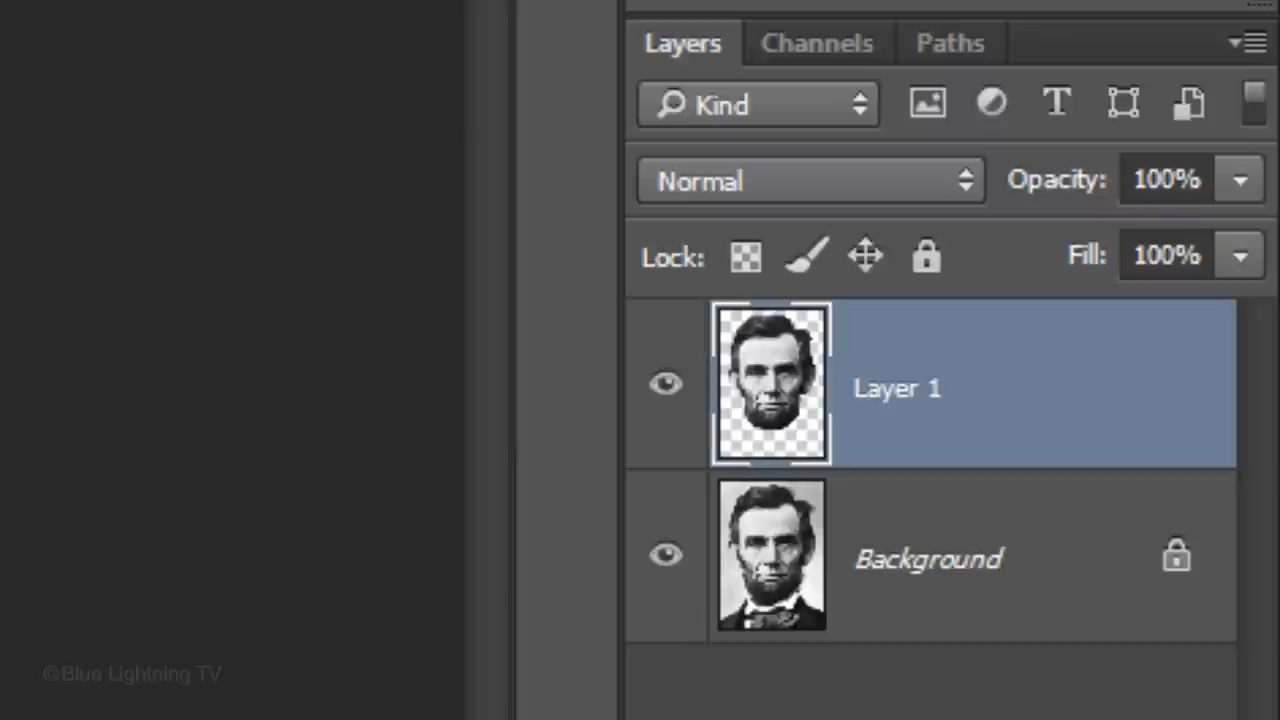 Layers Channels Paths
Kind T
Normal Opacity: 100%
Lock: Fill: 100%
Layer 1
Background
©Blue Lightning TV